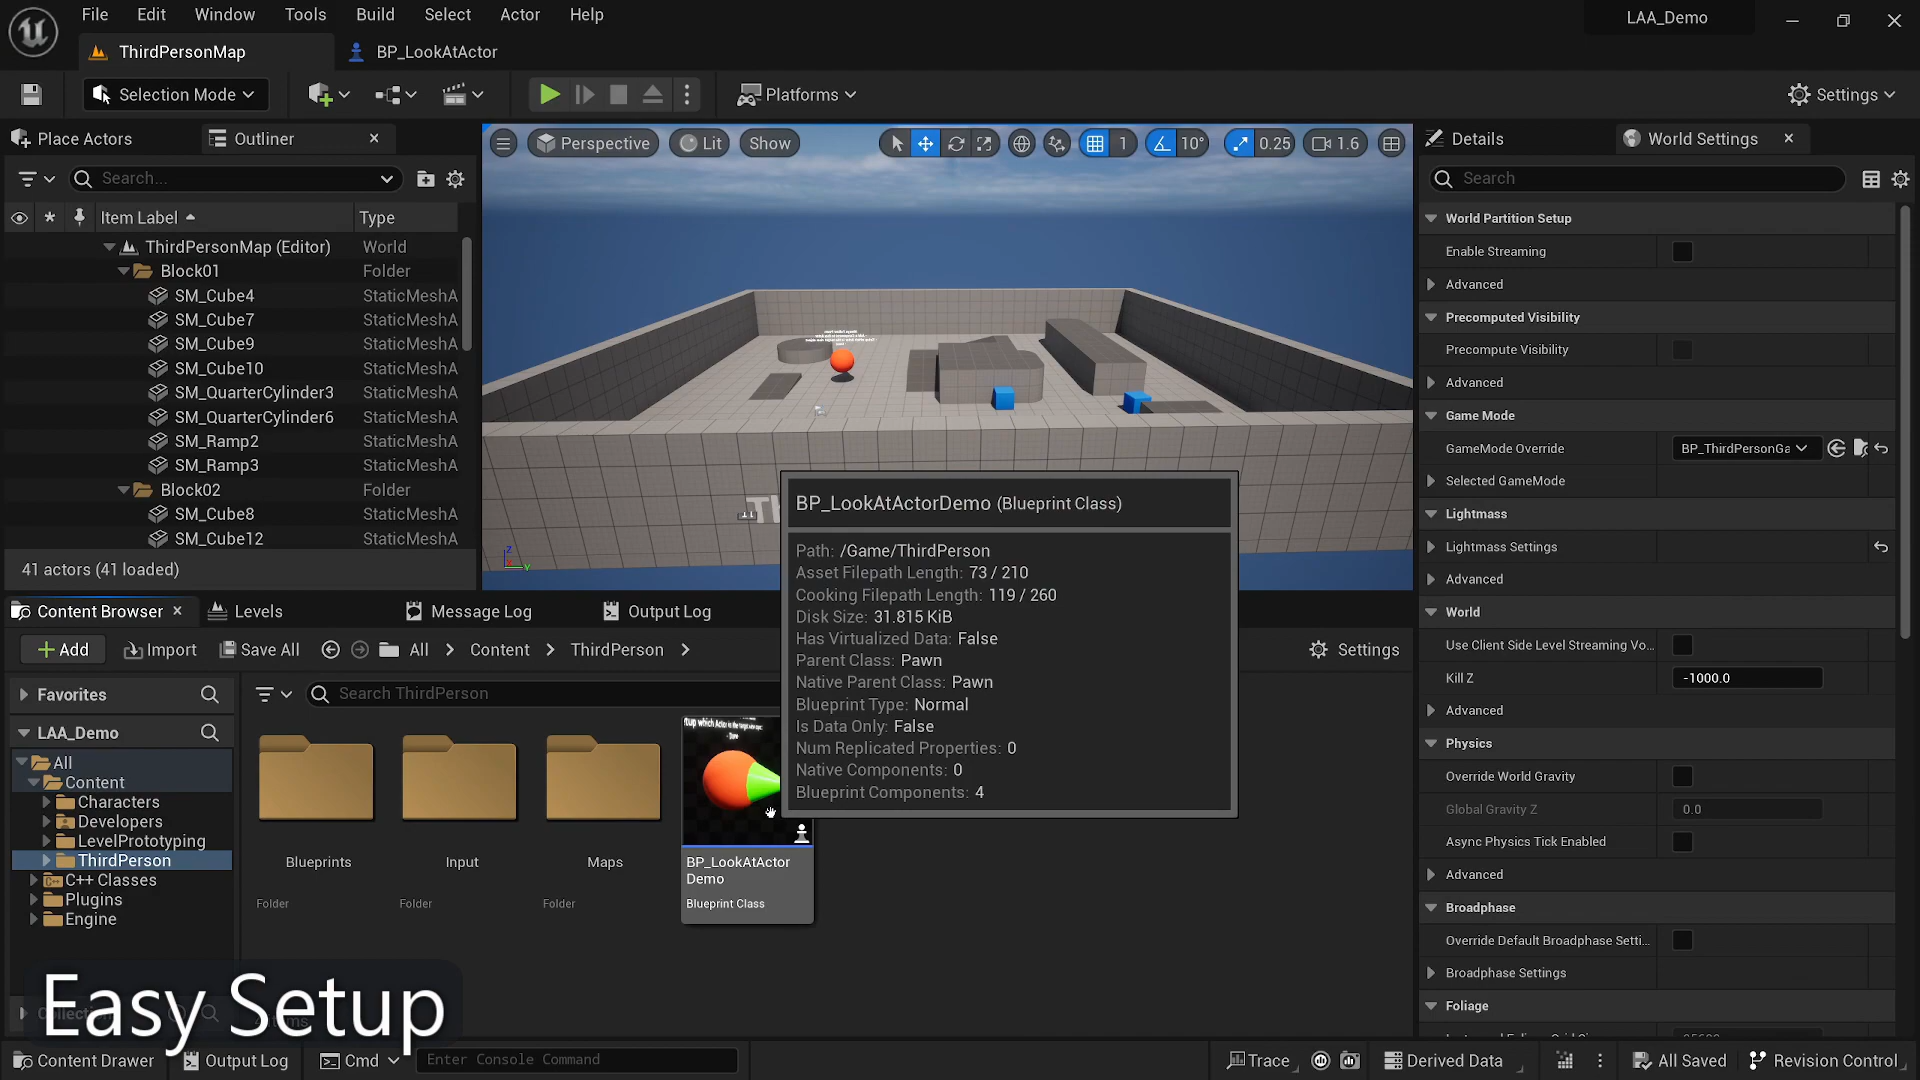 File Edit Window Tools Build Select Actor Help
LAA_Demo
ThirdPersonMap
BP_LookAtActor
Selection Mode
Platforms
Settings
Place Actors
Outliner
Search...
Item Label
Type
ThirdPersonMap (Editor) World
Block01 Folder
SM_Cube4 StaticMeshA
SM_Cube7 StaticMeshA
SM_Cube9 StaticMeshA
SM_Cube10 StaticMeshA
SM_QuarterCylinder3 StaticMeshA
SM_QuarterCylinder6 StaticMeshA
SM_Ramp2 StaticMeshA
SM_Ramp3 StaticMeshA
Block02 Folder
SM_Cube8 StaticMeshA
SM_Cube12 StaticMeshA
41 actors (41 loaded)
Perspective Lit Show 1 10° 0.25 1.6
Z
Y
BP_LookAtActorDemo (Blueprint Class)
Path: /Game/ThirdPerson
Asset Filepath Length: 73 / 210
Cooking Filepath Length: 119 / 260
Disk Size: 31.815 KiB
Has Virtualized Data: False
Parent Class: Pawn
Native Parent Class: Pawn
Blueprint Type: Normal
Is Data Only: False
Num Replicated Properties: 0
Native Components: 0
Blueprint Components: 4
Details
World Settings
Search
World Partition Setup
Enable Streaming
Advanced
Precomputed Visibility
Precompute Visibility
Advanced
Game Mode
GameMode Override BP_ThirdPersonGa
Selected GameMode
Lightmass
Lightmass Settings
Advanced
World
Use Client Side Level Streaming Vo...
Kill Z -1000.0
Advanced
Physics
Override World Gravity
Global Gravity Z 0.0
Async Physics Tick Enabled
Advanced
Broadphase
Override Default Broadphase Setti...
Broadphase Settings
Foliage
Content Browser
Levels
Message Log
Output Log
Add
Import
Save All
All
Content
ThirdPerson
Settings
Favorites
LAA_Demo
All
Content
Characters
Developers
LevelPrototyping
ThirdPerson
C++ Classes
Plugins
Engine
Search ThirdPerson
Blueprints
Folder
Input
Folder
Maps
Folder
BP_LookAtActor
Demo
Blueprint Class
Easy Setup
Content Drawer
Output Log
Cmd
Enter Console Command
Trace
Derived Data
All Saved
Revision Control